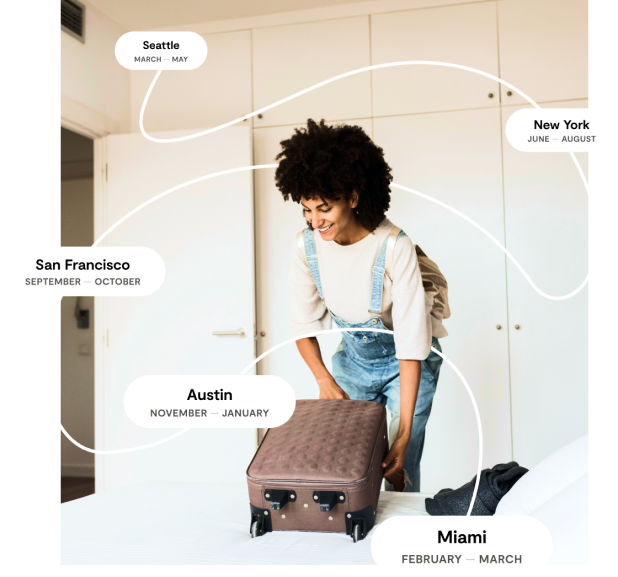 Seattle
MARCH — MAY
New York
JUNE — AUGUST
San Francisco
SEPTEMBER — OCTOBER
Austin
NOVEMBER — JANUARY
Miami
FEBRUARY — MARCH